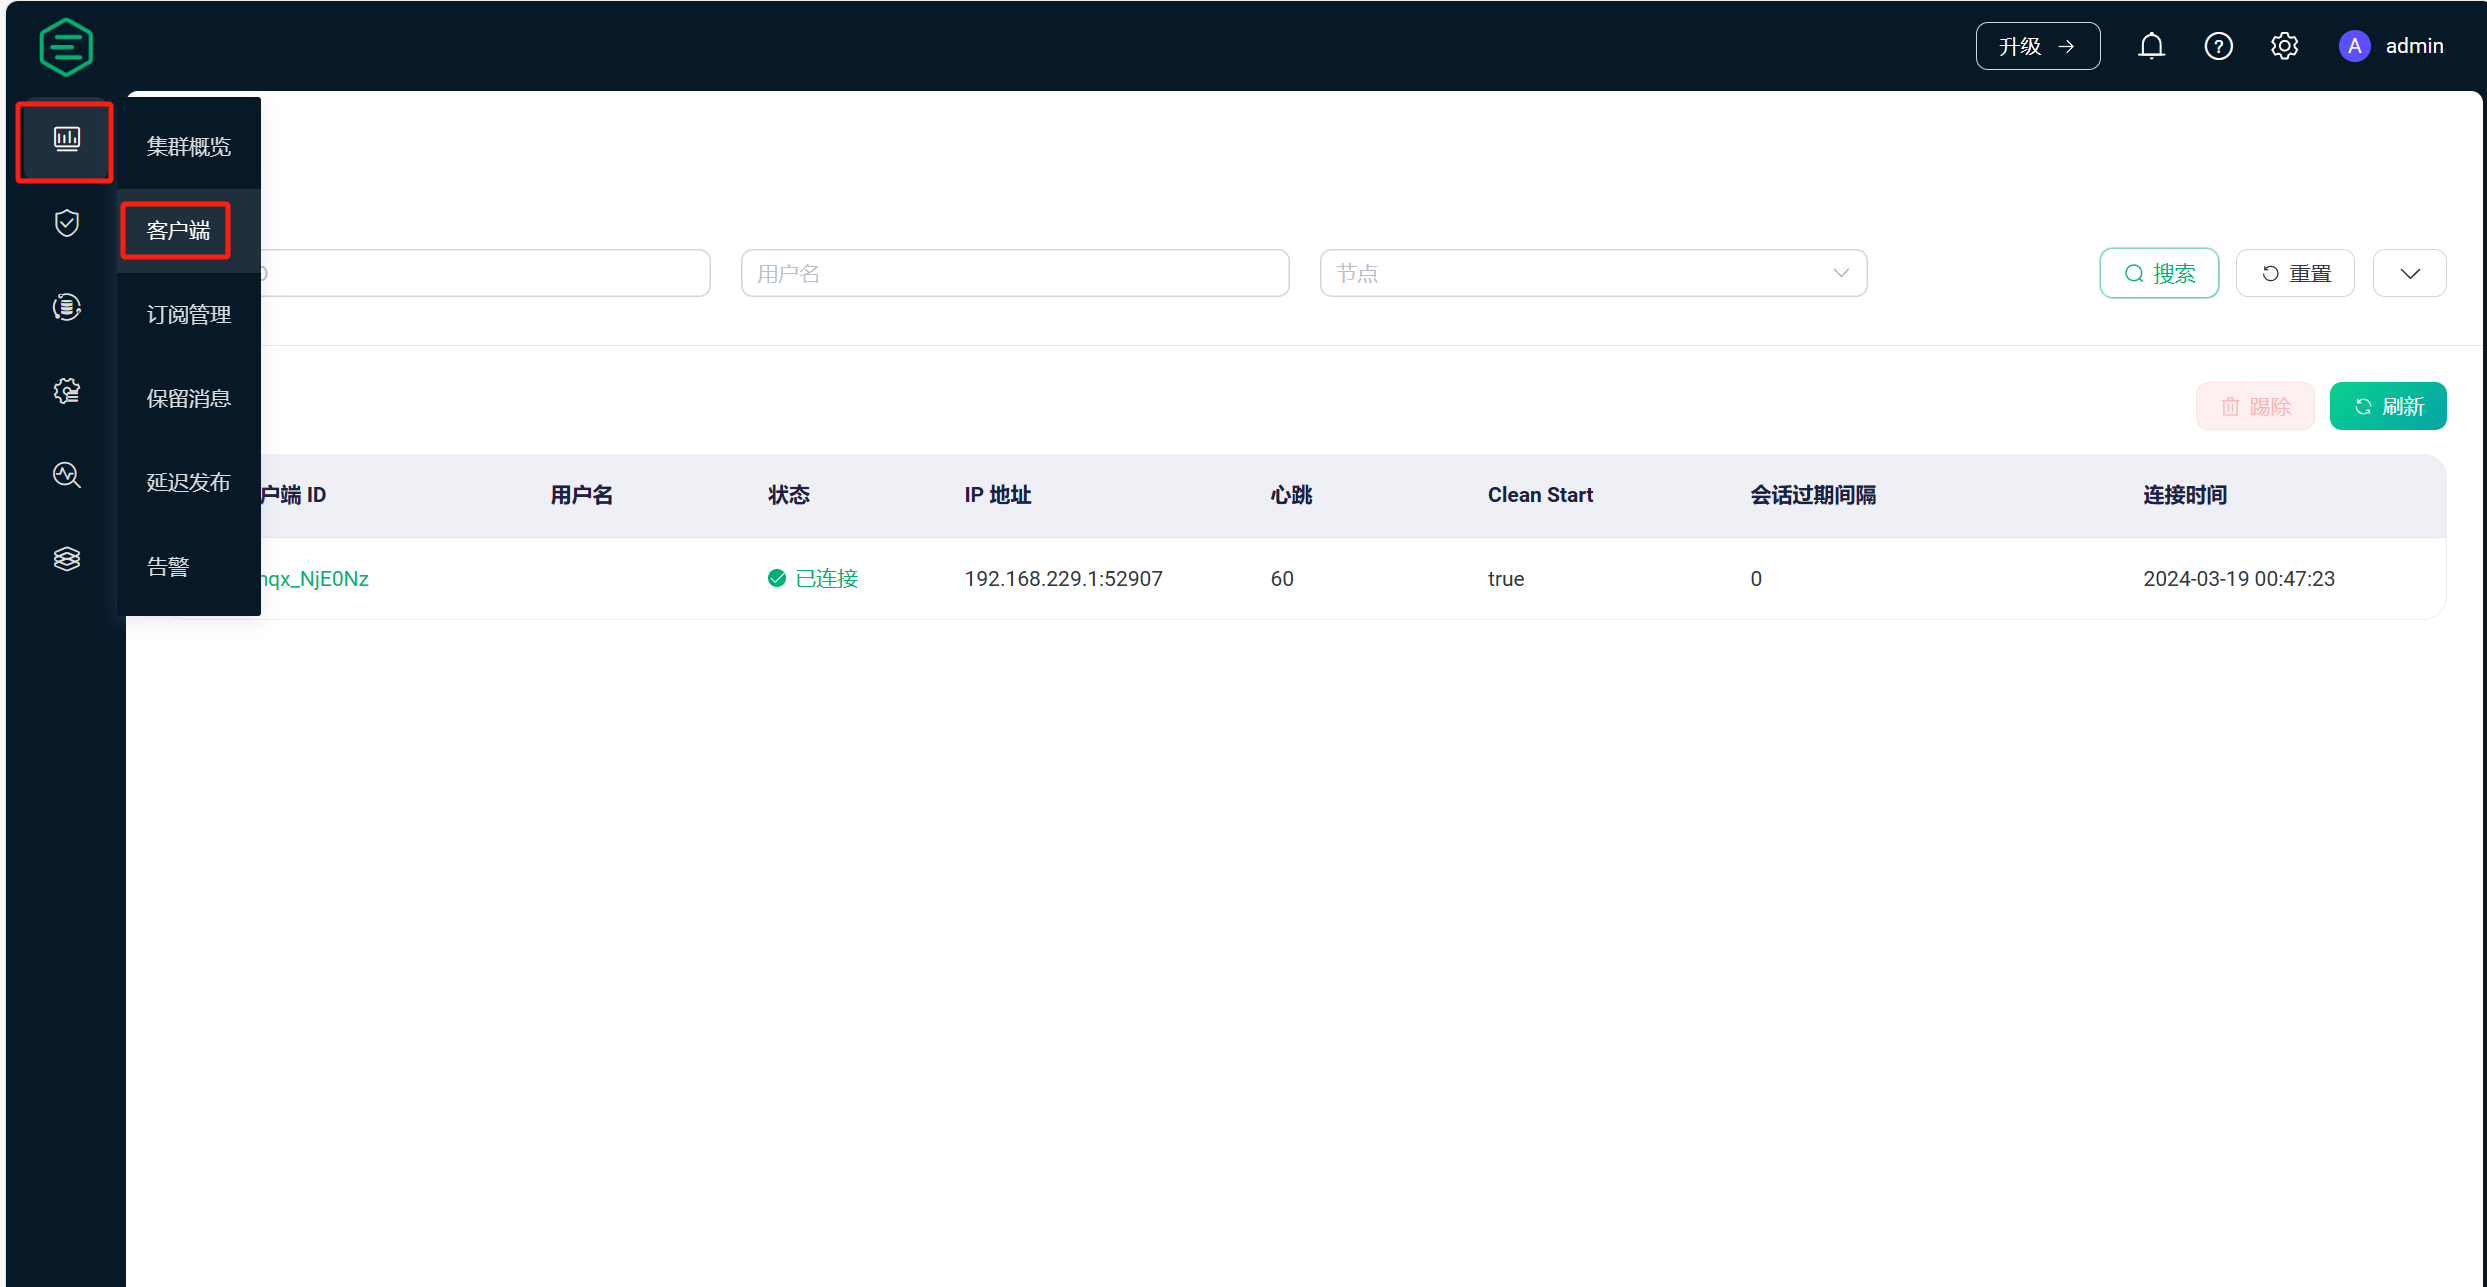 升级 →
A admin
集群概览
客户端
订阅管理
保留消息
延迟发布
告警
用户名
节点
搜索
重置
踢除
刷新
户端 ID 用户名 状态 IP 地址 心跳 Clean Start 会话过期间隔 连接时间
qx_NjE0Nz 已连接 192.168.229.1:52907 60 true 0 2024-03-19 00:47:23